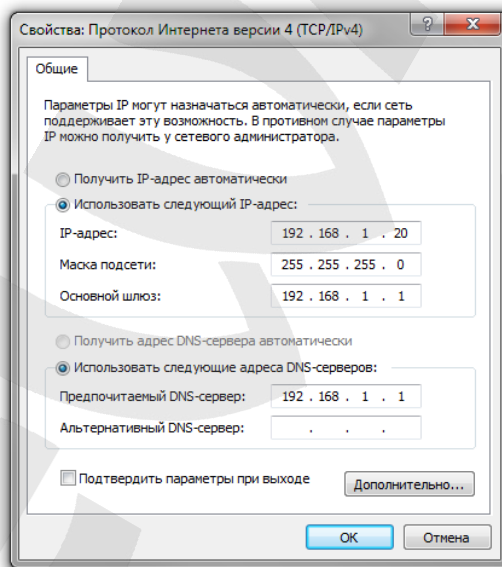 Свойства: Протокол Интернета версии 4 (TCP/IPv4)
?
Общие
Параметры IP могут назначаться автоматически, если сеть
поддерживает эту возможность. В противном случае параметры
IP можно получить у сетевого администратора.
Получить IP-адрес автоматически
Использовать следующий IP-адрес:
IP-адрес: 192 . 168 . 1 . 20
Маска подсети: 255 . 255 . 255 . 0
Основной шлюз: 192 . 168 . 1 . 1
Получить адрес DNS-сервера автоматически
Использовать следующие адреса DNS-серверов:
Предпочитаемый DNS-сервер: 192 . 168 . 1 . 1
Альтернативный DNS-сервер: . . .
Подтвердить параметры при выходе
Дополнительно...
ОК Отмена